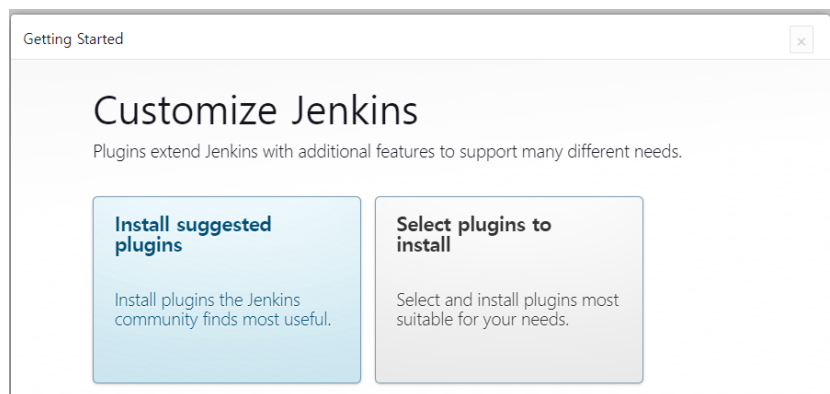 Getting Started
Customize Jenkins
Plugins extend Jenkins with additional features to support many different needs.
Install suggested
plugins
Install plugins the Jenkins
community finds most useful.
Select plugins to
install
Select and install plugins most
suitable for your needs.